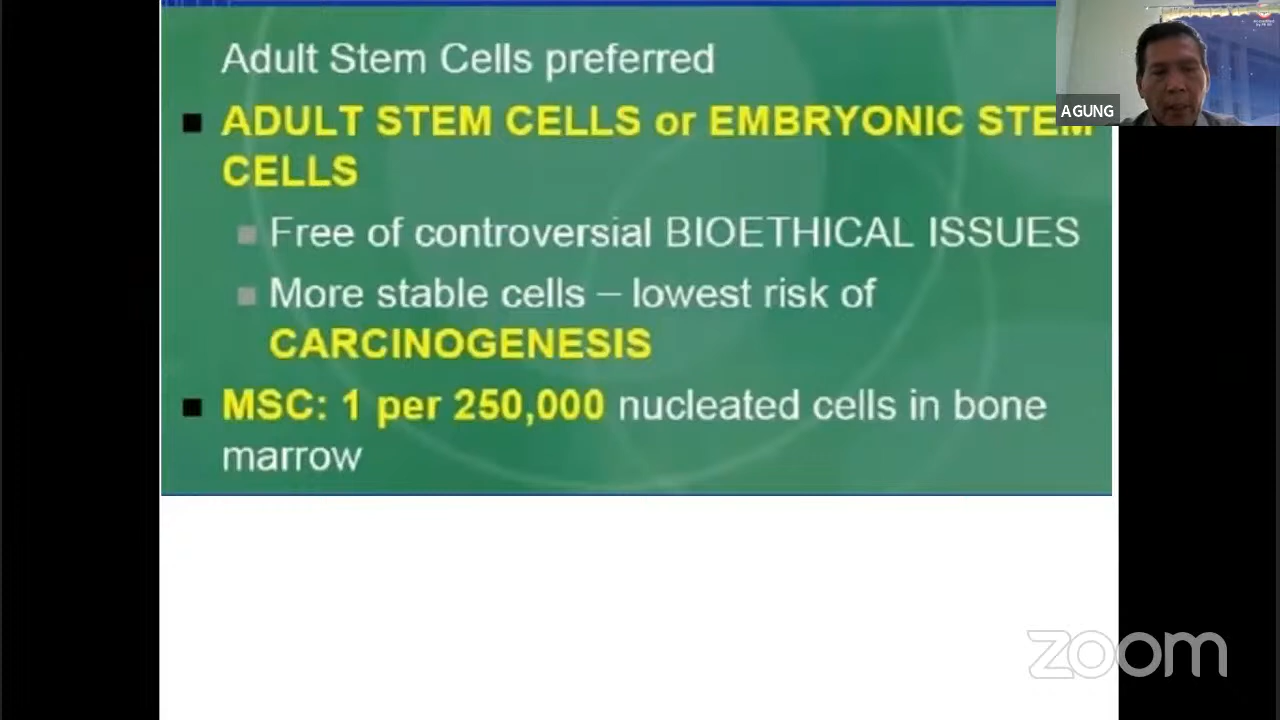 Adult Stem Cells preferred
ADULT STEM CELLS or EMBRYONIC STEM
CELLS
Free of controversial BIOETHICAL ISSUES
More stable cells – lowest risk of
CARCINOGENESIS
MSC: 1 per 250,000 nucleated cells in bone
marrow
AGUNG
zoom